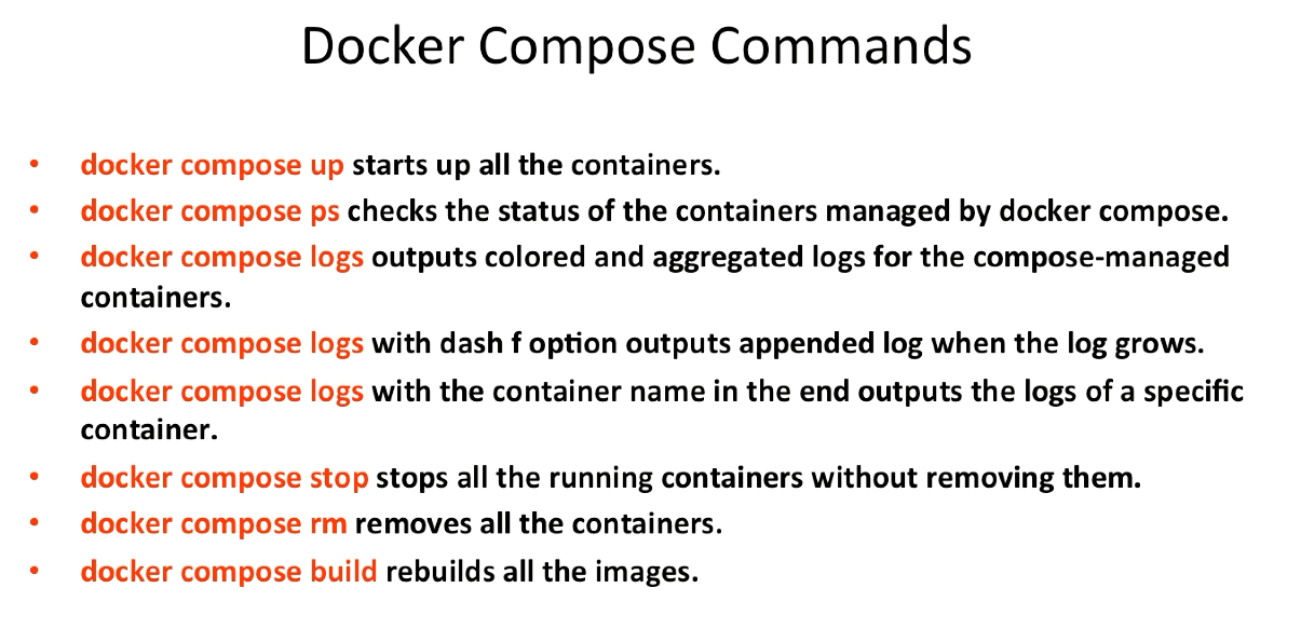 Docker Compose Commands
• docker compose up starts up all the containers.
• docker compose ps checks the status of the containers managed by docker compose.
• docker compose logs outputs colored and aggregated logs for the compose-managed
containers.
• docker compose logs with dash f option outputs appended log when the log grows.
• docker compose logs with the container name in the end outputs the logs of a specific
container.
• docker compose stop stops all the running containers without removing them.
• docker compose rm removes all the containers.
• docker compose build rebuilds all the images.